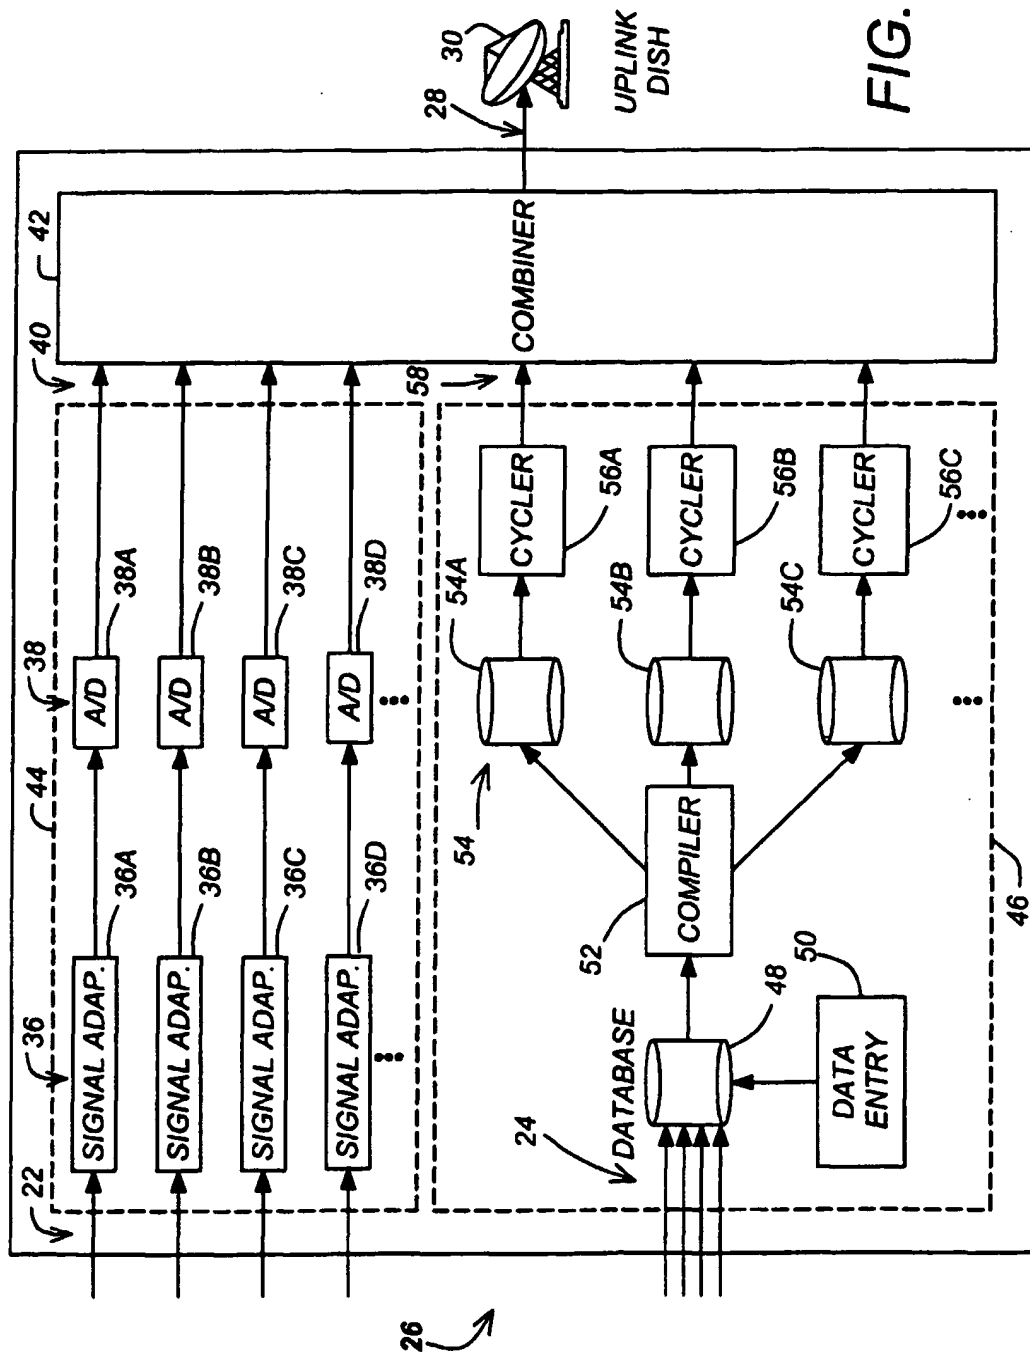 26
22
36
44
38
40
42
SIGNAL ADAP.
36A
A/D
38A
SIGNAL ADAP.
36B
A/D
38B
SIGNAL ADAP.
36C
A/D
38C
SIGNAL ADAP.
36D
A/D
38D
COMBINER
28
30
UPLINK
DISH
24
DATABASE
48
DATA
ENTRY
50
52
COMPILER
54
54A
CYCLER
56A
58
54B
CYCLER
56B
54C
CYCLER
56C
46
FIG.